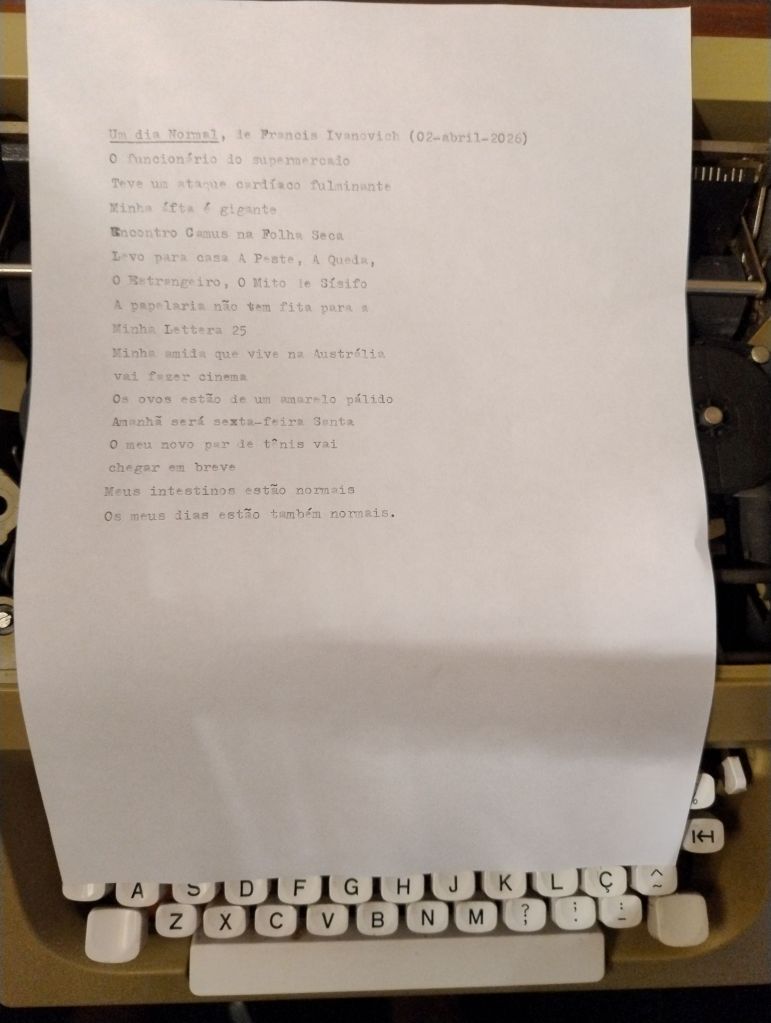 Um dia Normal, de Francis Ivanovich (02-abril-2026)
O funcionário do supermercado
Teve um ataque cardíaco fulminante
Minha áfta é gigante
Encontro Camus na Folha Seca
Levo para casa A Peste, A Queda,
O Estrangeiro, O Mito de Sísifo
A papelaria não tem fita para a
Minha Lettera 25
Minha amida que vive na Austrália
vai fazer cinema
Os ovos estão de um amarelo pálido
Amanhã será sexta-feira Santa
O meu novo par de tênis vai
chegar em breve
Meus intestinos estão normais
Os meus dias estão também normais.
A S D F G H J K L Ç ^ ~
Z X C V B N M ? ; : . : -